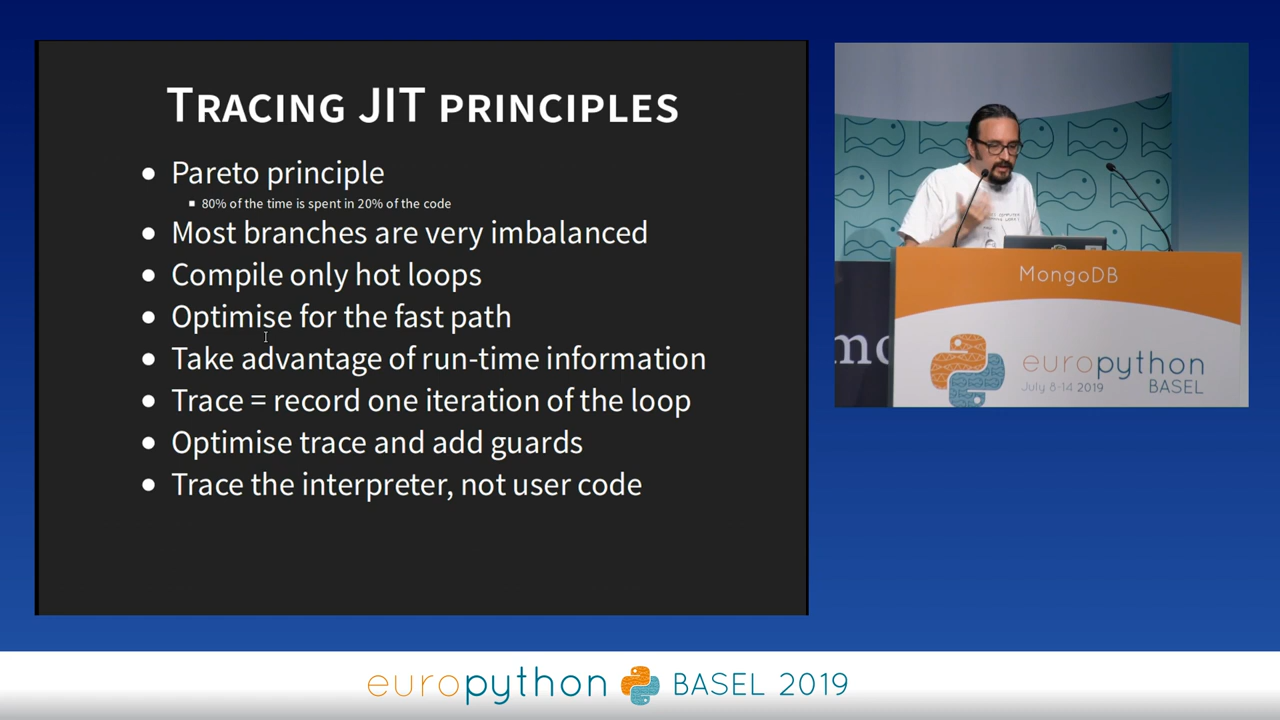 Tracing JIT principles
Pareto principle
80% of the time is spent in 20% of the code
Most branches are very imbalanced
Compile only hot loops
Optimise for the fast path
Take advantage of run-time information
Trace = record one iteration of the loop
Optimise trace and add guards
Trace the interpreter, not user code
MongoDB
europython
July 8-14 2019
BASEL
europython BASEL 2019